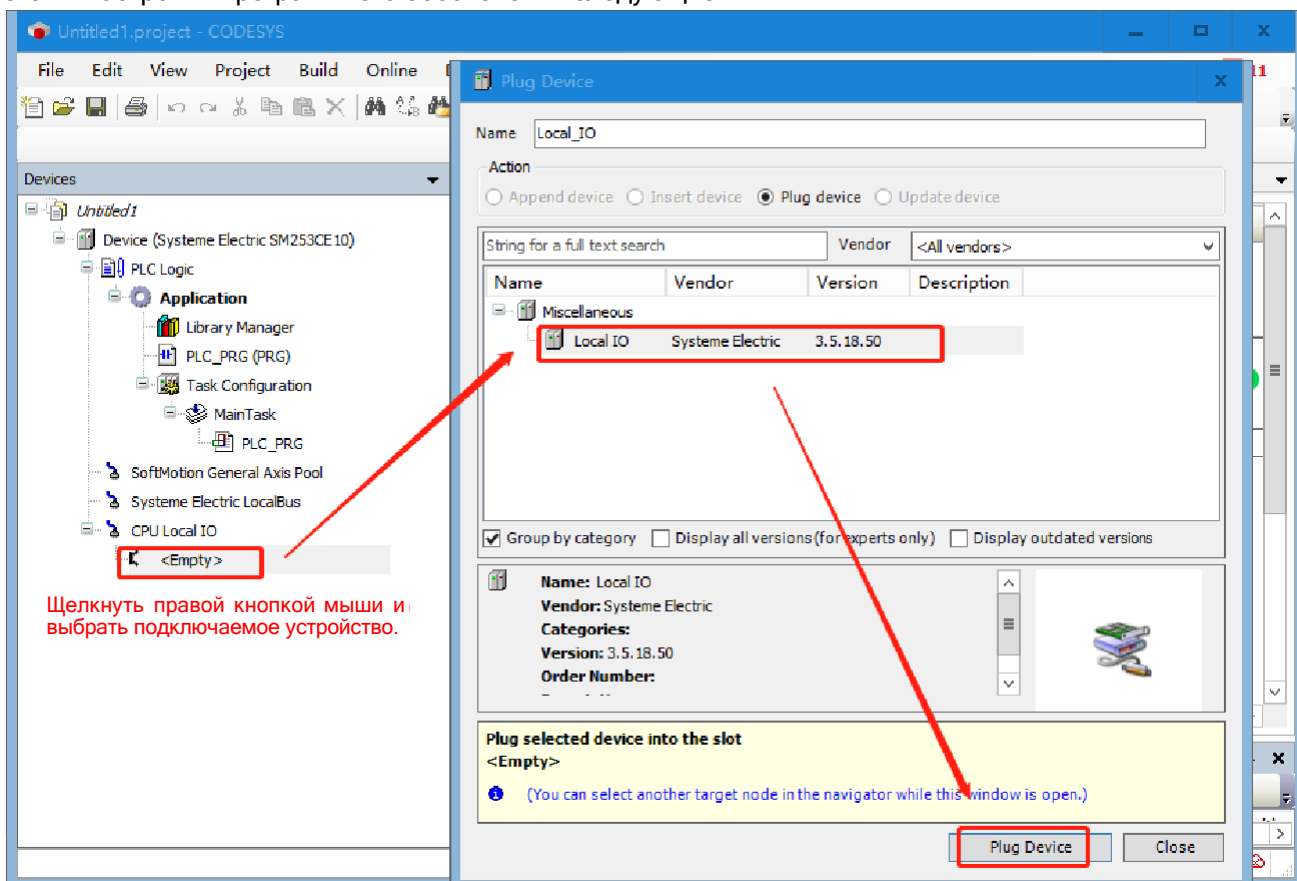 Untitled1.project - CODESYS
File Edit View Project Build Online
Devices
Untitled1
Device (Systeme Electric SM253CE10)
PLC Logic
Application
Library Manager
PLC_PRG (PRG)
Task Configuration
MainTask
PLC_PRG
SoftMotion General Axis Pool
Systeme Electric LocalBus
CPU Local IO
<Empty>
Щелкнуть правой кнопкой мыши и
выбрать подключаемое устройство.
Plug Device
Name Local_IO
Action
Append device Insert device Plug device Update device
String for a full text search Vendor <All vendors>
Name Vendor Version Description
Miscellaneous
Local IO Systeme Electric 3.5.18.50
Group by category Display all versions (for experts only) Display outdated versions
Name: Local IO
Vendor: Systeme Electric
Categories:
Version: 3.5.18.50
Order Number:
Plug selected device into the slot
<Empty>
(You can select another target node in the navigator while this window is open.)
Plug Device Close